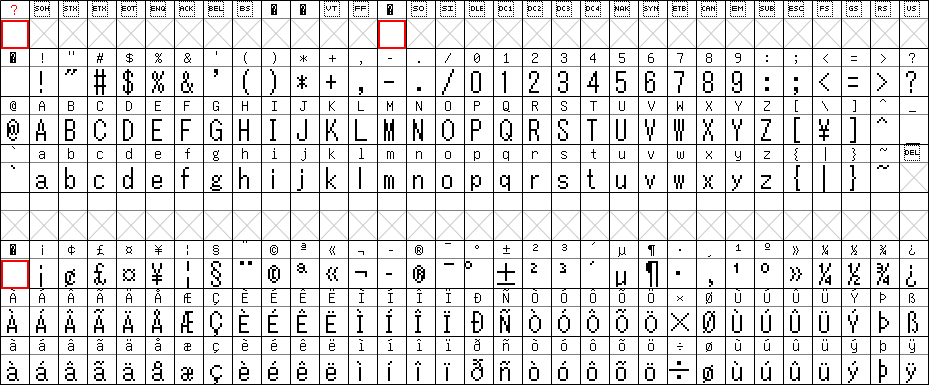 ? SOH STX ETX EOT ENQ ACK BEL BS � � VT FF � SO SI DLE DC1 DC2 DC3 DC4 NAK SYN ETB CAN EM SUB ESC FS GS RS US
� ! " # $ % & ' ( ) * + , - . / 0 1 2 3 4 5 6 7 8 9 : ; < = > ?
! ˝ # $ % & ’ ( ) * + , - . / 0 1 2 3 4 5 6 7 8 9 : ; < = > ?
@ A B C D E F G H I J K L M N O P Q R S T U V W X Y Z [ \ ] ^ _
@ A B C D E F G H I J K L M N O P Q R S T U V W X Y Z [ ¥ ] ^
` a b c d e f g h i j k l m n o p q r s t u v w x y z { | } ~ DEL
` a b c d e f g h i j k l m n o p q r s t u v w x y z { | } ~
� ¡ ¢ £ ¤ ¥ ¦ § ¨ © ª « ¬ - ® ¯ ° ± ² ³ ´ µ ¶ · ¸ ¹ º » ¼ ½ ¾ ¿
¡ ¢ £ ¤ ¥ ¦ § ¨ © ª « ¬ - ® ¯ ° ± ² ³ ´ µ ¶ · ¸ ¹ º » ¼ ½ ¾ ¿
À Á Â Ã Ä Å Æ Ç È É Ê Ë Ì Í Î Ï Ð Ñ Ò Ó Ô Õ Ö × Ø Ù Ú Û Ü Ý Þ ß
À Á Â Ã Ä Å Æ Ç È É Ê Ë Ì Í Î Ï Ð Ñ Ò Ó Ô Õ Ö × Ø Ù Ú Û Ü Ý Þ ß
à á â ã ä å æ ç è é ê ë ì í î ï ð ñ ò ó ô õ ö ÷ ø ù ú û ü ý þ ÿ
à á â ã ä å æ ç è é ê ë ì í î ï ð ñ ò ó ô õ ö ÷ ø ù ú û ü ý þ ÿ